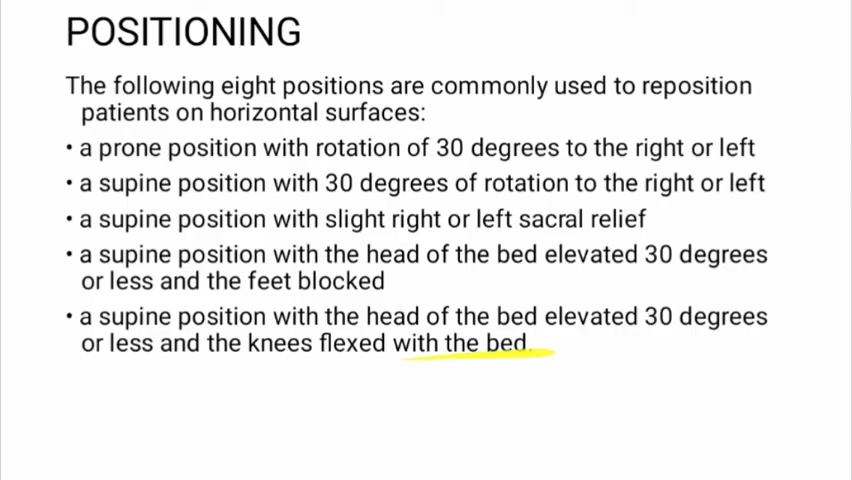 POSITIONING
The following eight positions are commonly used to reposition
patients on horizontal surfaces:
• a prone position with rotation of 30 degrees to the right or left
• a supine position with 30 degrees of rotation to the right or left
• a supine position with slight right or left sacral relief
• a supine position with the head of the bed elevated 30 degrees
or less and the feet blocked
• a supine position with the head of the bed elevated 30 degrees
or less and the knees flexed with the bed.